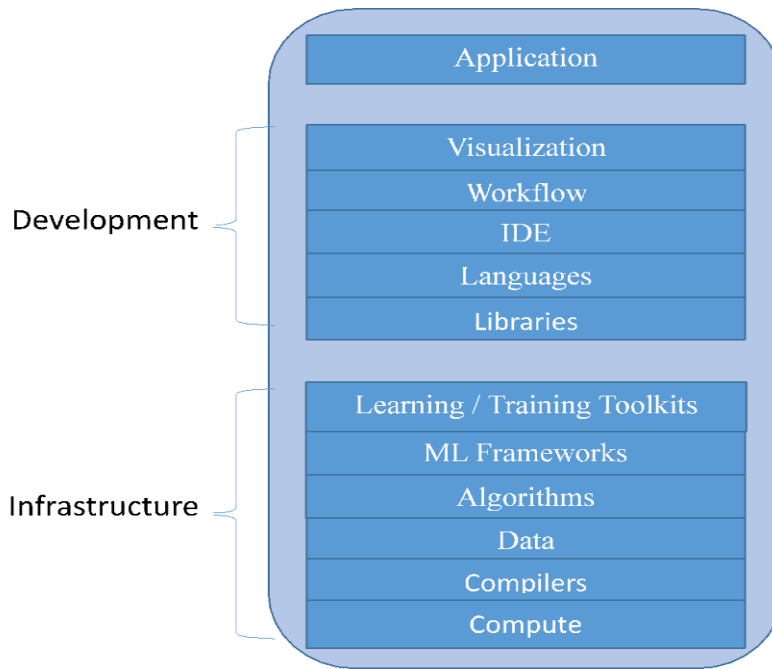 Application
Development
Visualization
Workflow
IDE
Languages
Libraries
Infrastructure
Learning / Training Toolkits
ML Frameworks
Algorithms
Data
Compilers
Compute